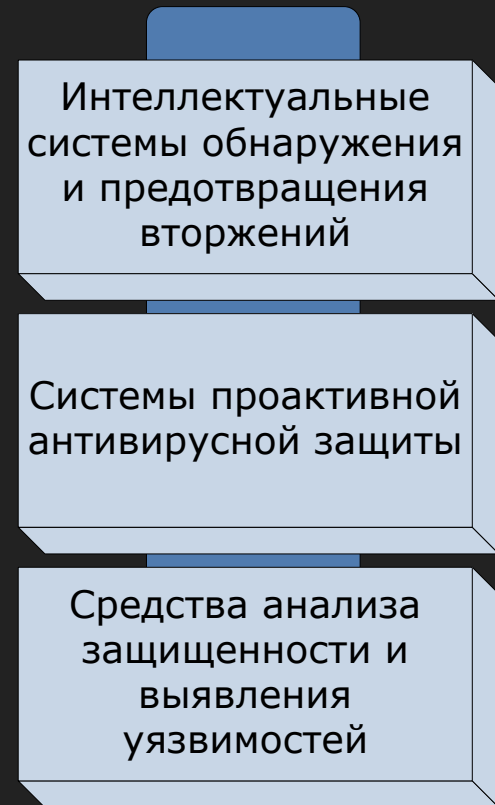 Интеллектуальные
системы обнаружения
и предотвращения
вторжений
Системы проактивной
антивирусной защиты
Средства анализа
защищенности и
выявления
уязвимостей